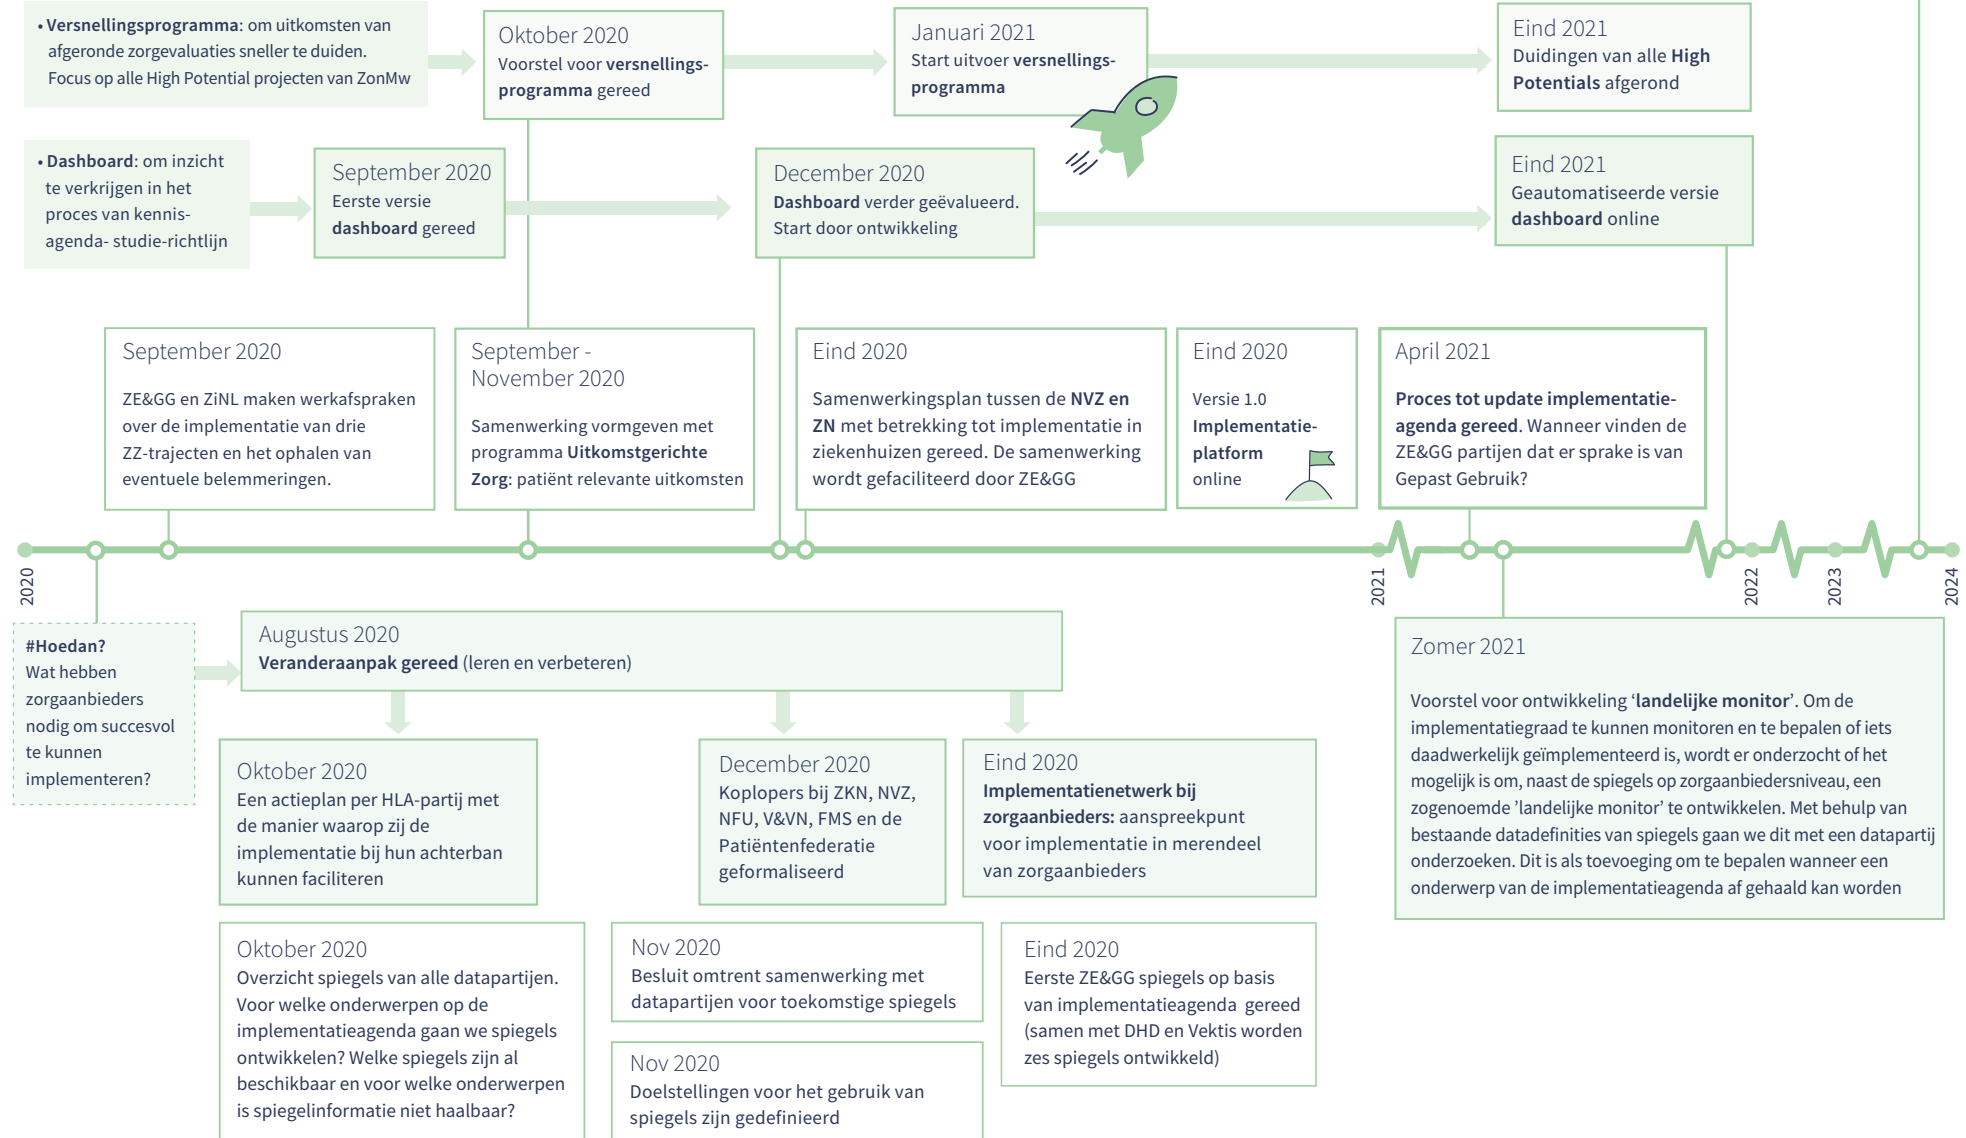 • Versnellingsprogramma: om uitkomsten van
afgeronde zorgevaluaties sneller te duiden.
Focus op alle High Potential projecten van ZonMw
Oktober 2020
Voorstel voor versnellings-
programma gereed
Januari 2021
Start uitvoer versnellings-
programma
Eind 2021
Duidingen van alle High
Potentials afgerond
• Dashboard: om inzicht
te verkrijgen in het
proces van kennis-
agenda- studie-richtlijn
September 2020
Eerste versie
dashboard gereed
December 2020
Dashboard verder geëvalueerd.
Start door ontwikkeling
Eind 2021
Geautomatiseerde versie
dashboard online
September 2020
ZE&GG en ZiNL maken werkafspraken
over de implementatie van drie
ZZ-trajecten en het ophalen van
eventuele belemmeringen.
September -
November 2020
Samenwerking vormgeven met
programma Uitkomstgerichte
Zorg: patiënt relevante uitkomsten
Eind 2020
Samenwerkingsplan tussen de NVZ en
ZN met betrekking tot implementatie in
ziekenhuizen gereed. De samenwerking
wordt gefaciliteerd door ZE&GG
Eind 2020
Versie 1.0
Implementatie-
platform
online
April 2021
Proces tot update implementatie-
agenda gereed. Wanneer vinden de
ZE&GG partijen dat er sprake is van
Gepast Gebruik?
2020
2021
2022
2023
2024
#Hoedan?
Wat hebben
zorgaanbieders
nodig om succesvol
te kunnen
implementeren?
Augustus 2020
Veranderaanpak gereed (leren en verbeteren)
Oktober 2020
Een actieplan per HLA-partij met
de manier waarop zij de
implementatie bij hun achterban
kunnen faciliteren
December 2020
Koplopers bij ZKN, NVZ,
NFU, V&VN, FMS en de
Patiëntenfederatie
geformaliseerd
Eind 2020
Implementatienetwerk bij
zorgaanbieders: aanspreekpunt
voor implementatie in merendeel
van zorgaanbieders
Zomer 2021
Voorstel voor ontwikkeling ‘landelijke monitor’. Om de
implementatiegraad te kunnen monitoren en te bepalen of iets
daadwerkelijk geïmplementeerd is, wordt er onderzocht of het
mogelijk is om, naast de spiegels op zorgaanbiedersniveau, een
zogenoemde ’landelijke monitor’ te ontwikkelen. Met behulp van
bestaande datadefinities van spiegels gaan we dit met een datapartij
onderzoeken. Dit is als toevoeging om te bepalen wanneer een
onderwerp van de implementatieagenda af gehaald kan worden
Oktober 2020
Overzicht spiegels van alle datapartijen.
Voor welke onderwerpen op de
implementatieagenda gaan we spiegels
ontwikkelen? Welke spiegels zijn al
beschikbaar en voor welke onderwerpen
is spiegelinformatie niet haalbaar?
Nov 2020
Besluit omtrent samenwerking met
datapartijen voor toekomstige spiegels
Nov 2020
Doelstellingen voor het gebruik van
spiegels zijn gedefinieerd
Eind 2020
Eerste ZE&GG spiegels op basis
van implementatieagenda gereed
(samen met DHD en Vektis worden
zes spiegels ontwikkeld)